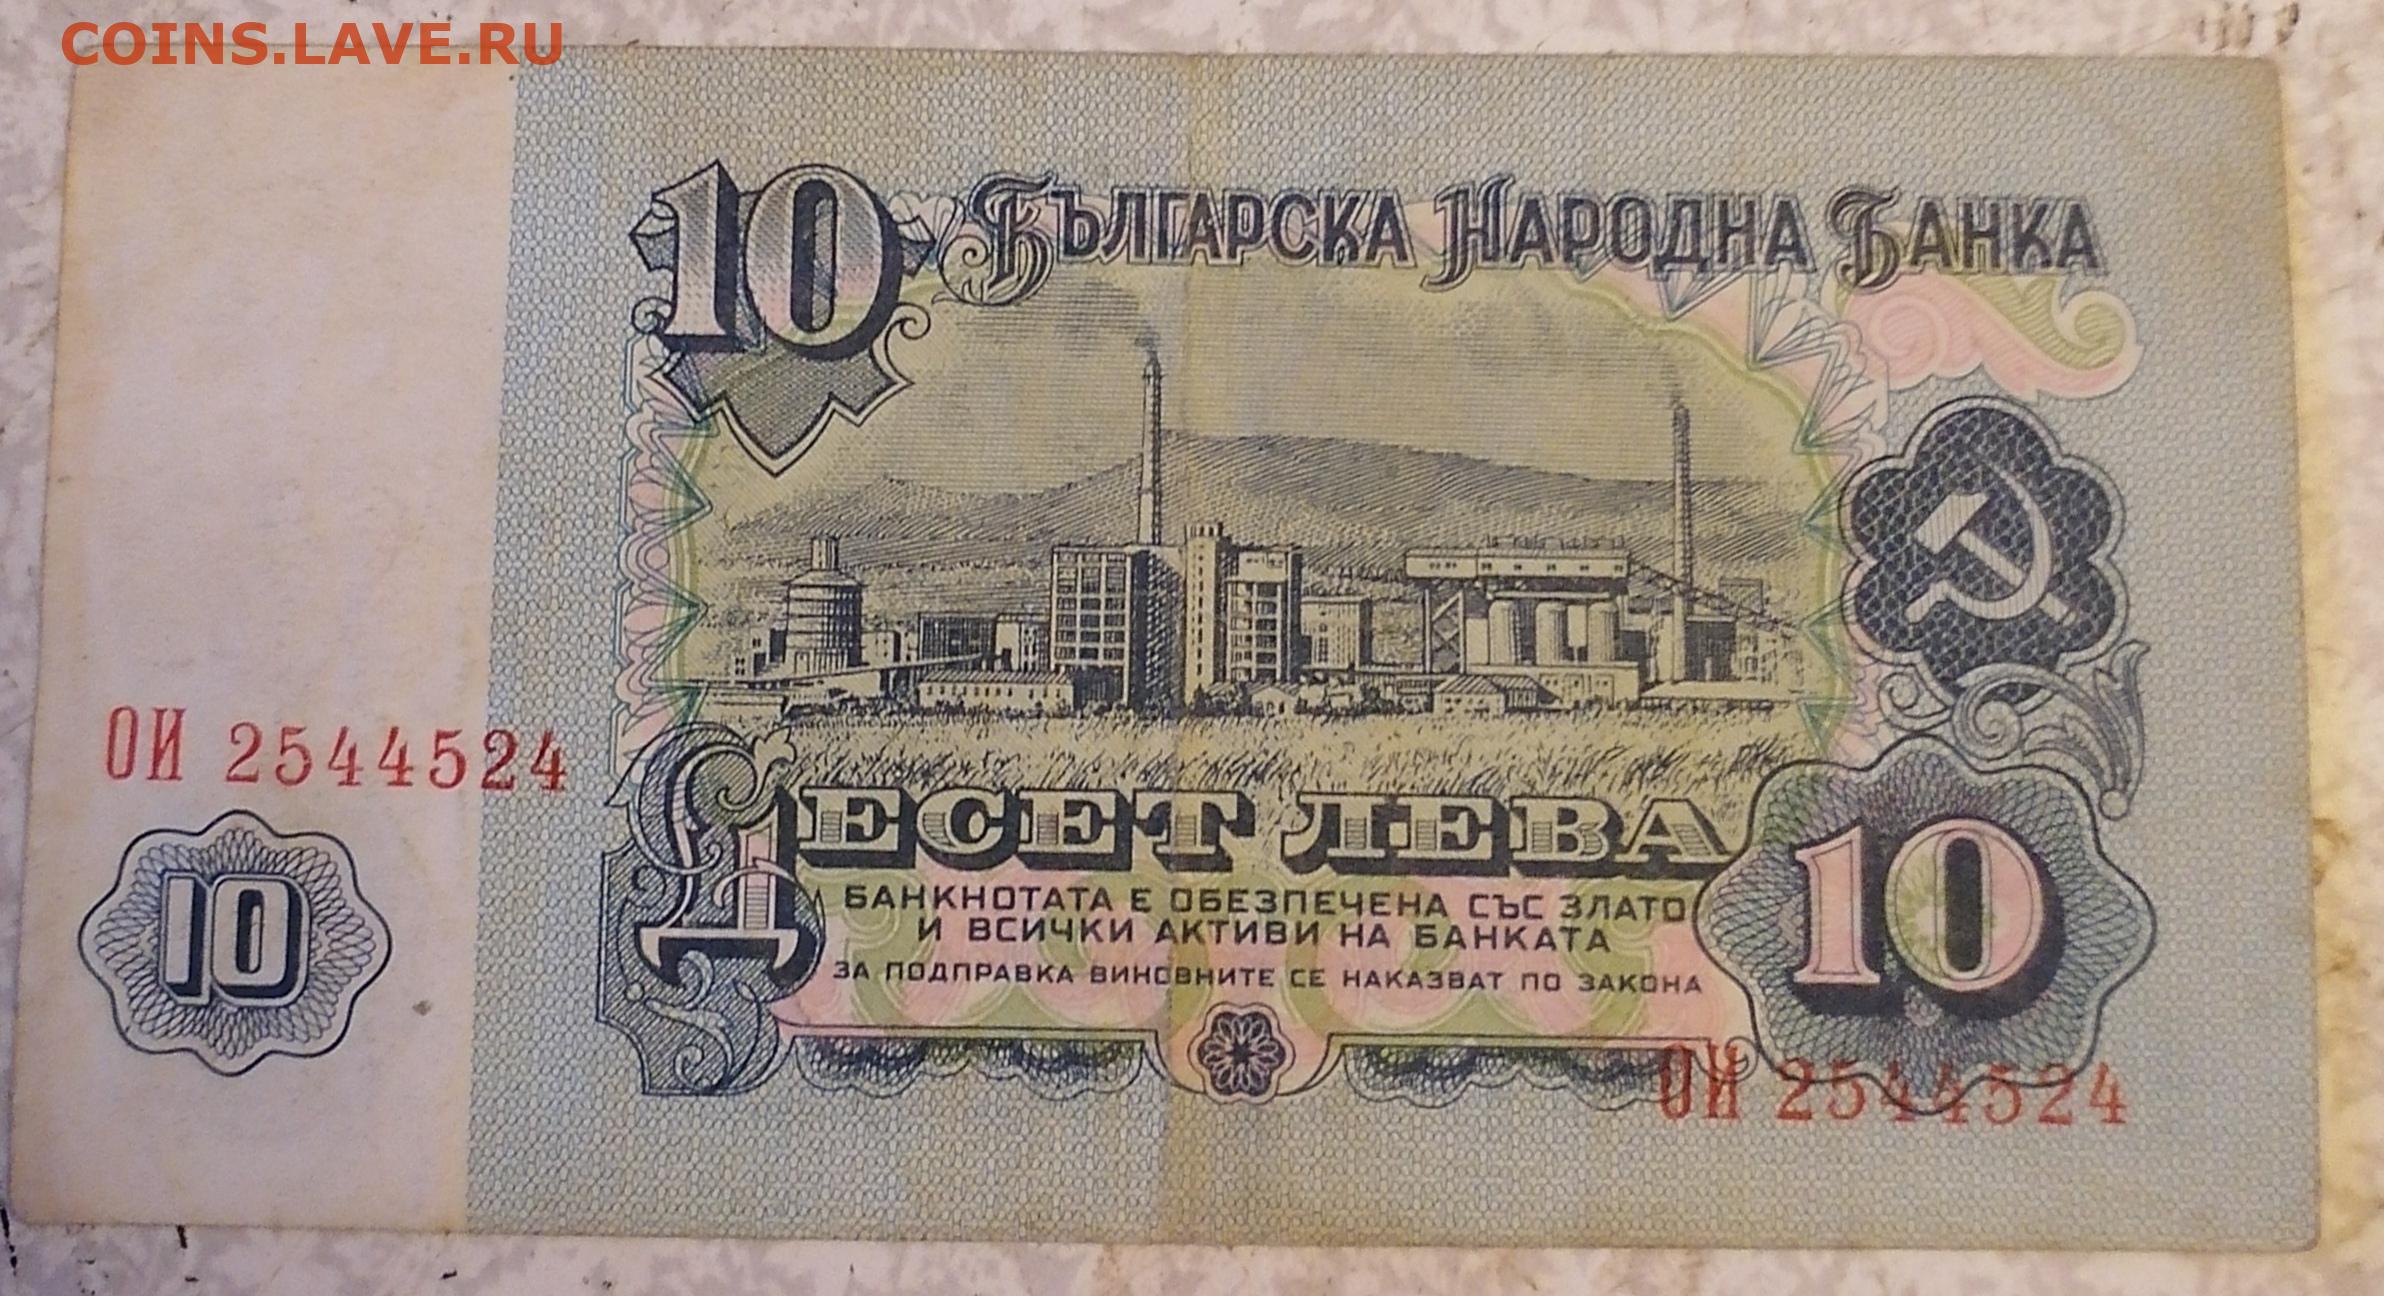 COINS.LAVE.RU
10
БЪЛГАРСКА НАРОДНА БАНКА
ОИ 2544524
10
ДЕСЕТ ЛЕВА
БАНКНОТАТА Е ОБЕЗПЕЧЕНА СЪС ЗЛАТО
И ВСИЧКИ АКТИВИ НА БАНКАТА
ЗА ПОДПРАВКА ВИНОВНИТЕ СЕ НАКАЗВАТ ПО ЗАКОНА
10
ОИ 2544524